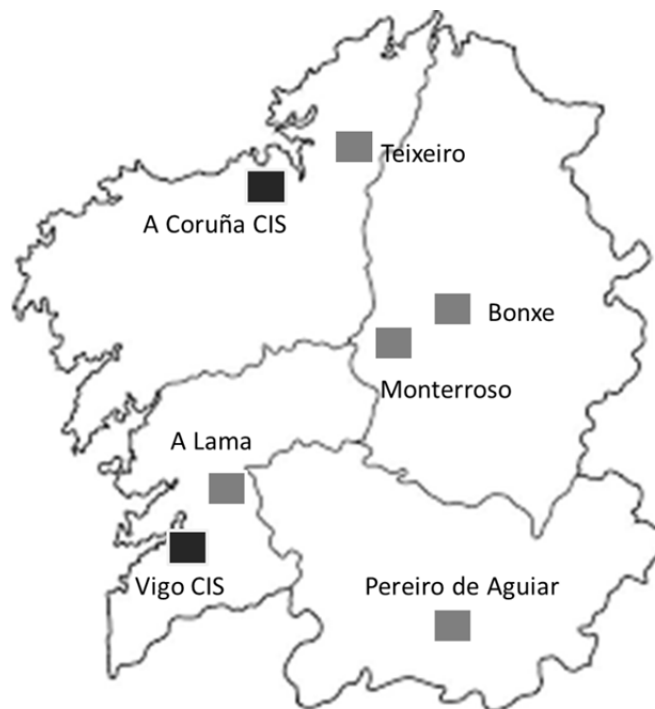 Teixeiro
A Coruña CIS
Bonxe
Monterroso
A Lama
Vigo CIS
Pereiro de Aguiar